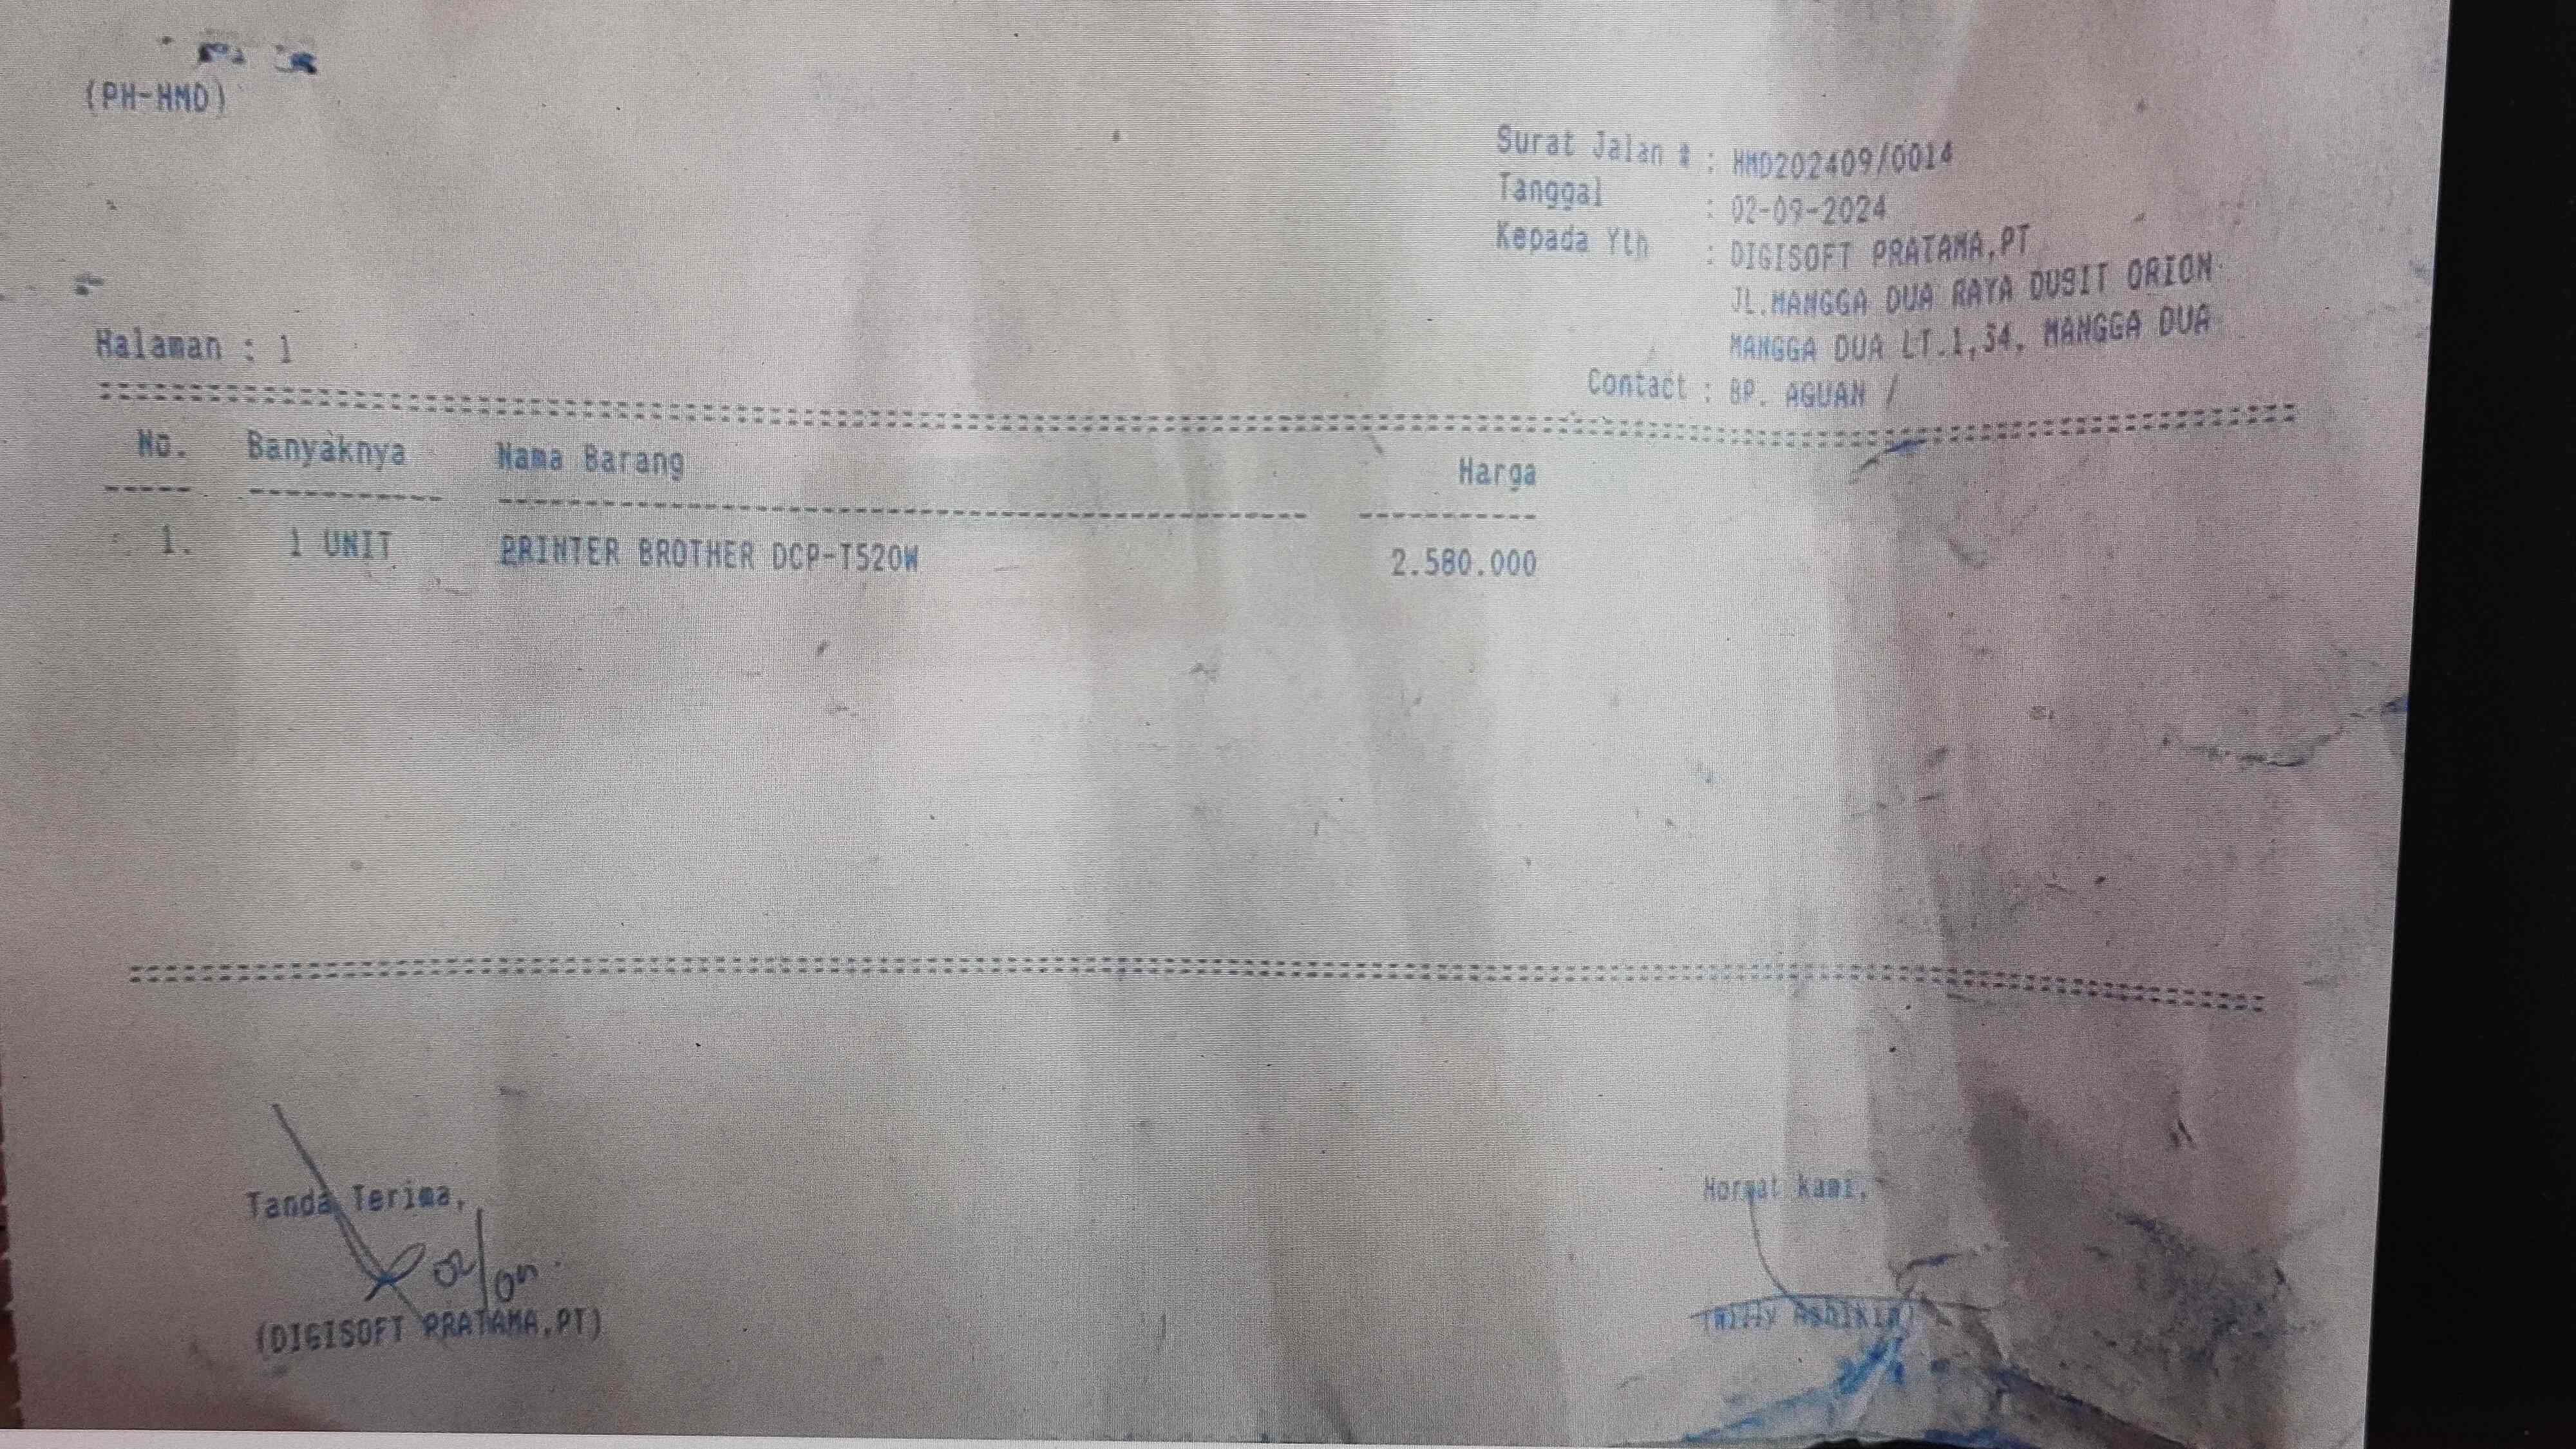 (PH-HMD)
Surat Jalan # : HMD202409/0014
Tanggal : 02-09-2024
Kepada Yth : DIGISOFT PRATAMA,PT
JL.MANGGA DUA RAYA DUSIT ORION
MANGGA DUA LT.1,34, MANGGA DUA
Contact : BP. AGUAN /
Halaman : 1
No. Banyaknya Nama Barang Harga
1. 1 UNIT PRINTER BROTHER DCP-T520W 2.580.000
Tanda Terima,
Hormat kami,
(DIGISOFT PRATAMA,PT)